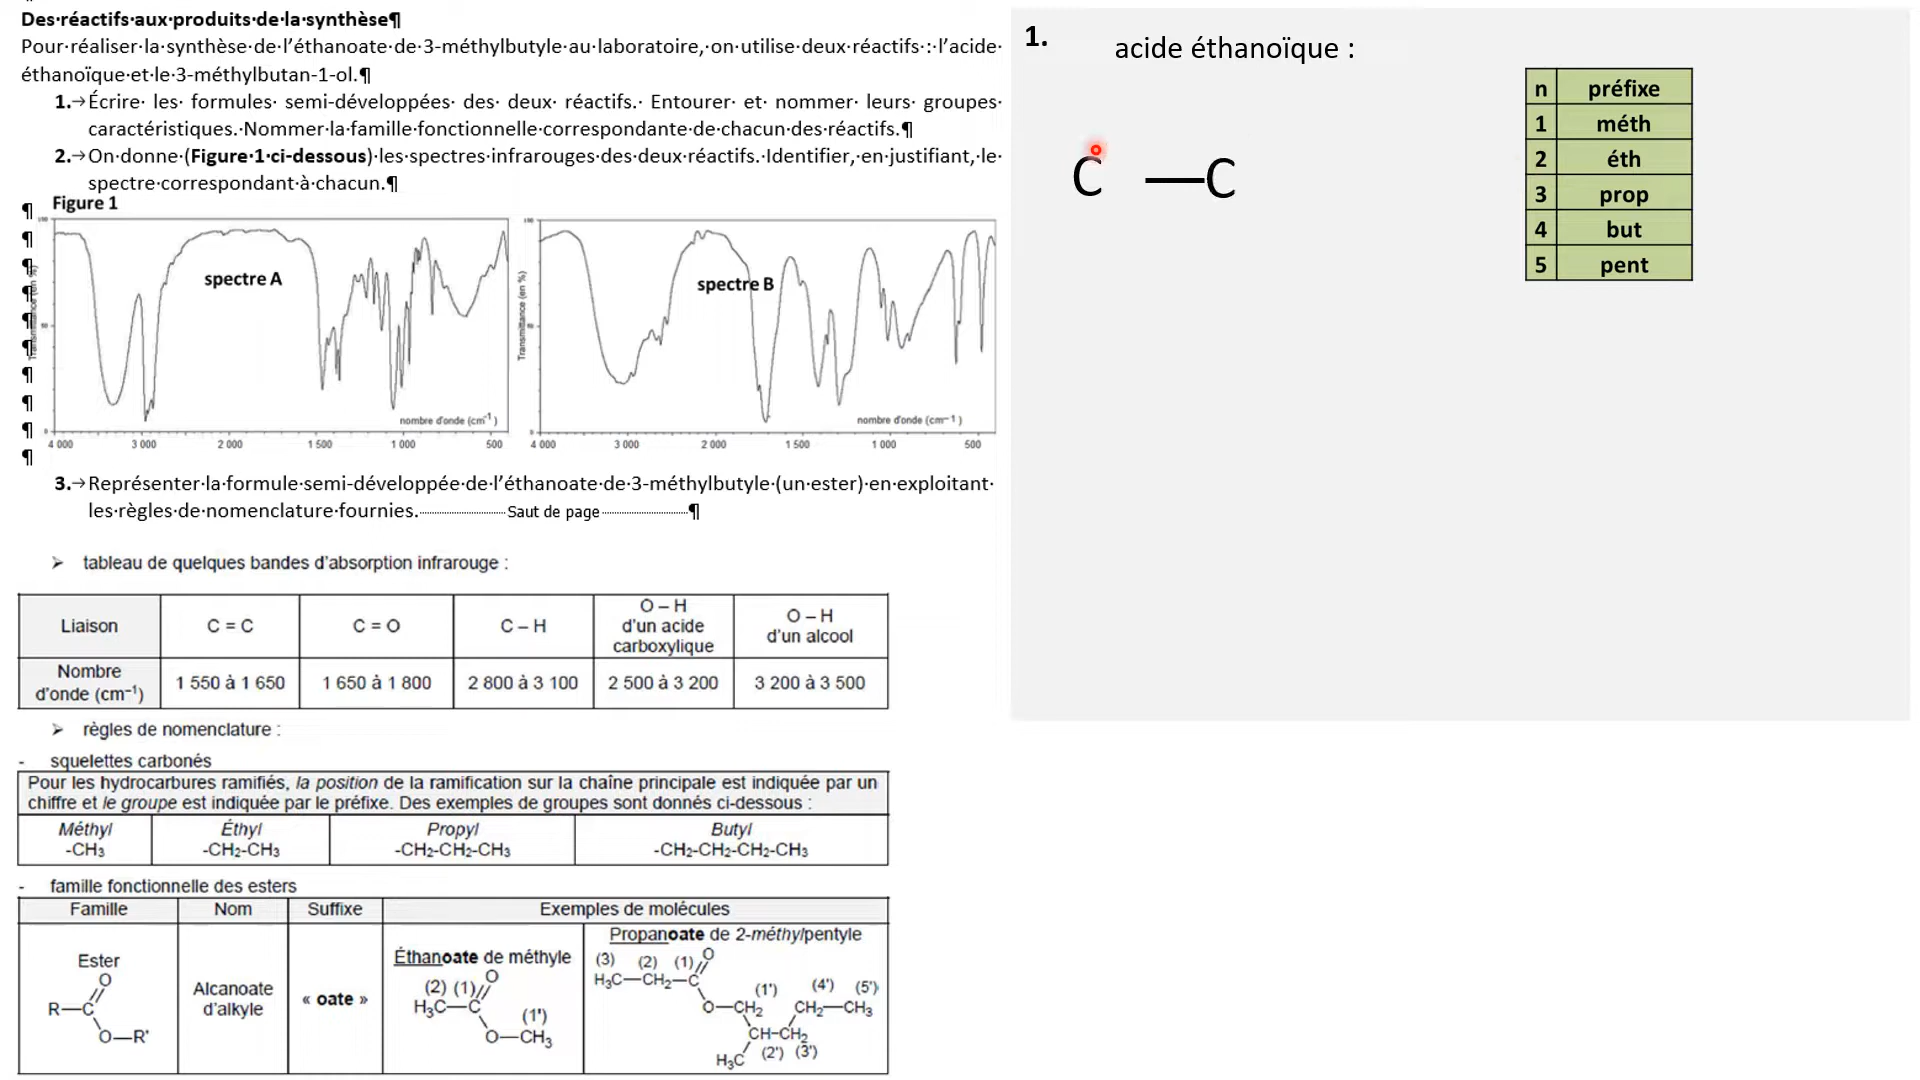 Des·réactifs·aux·produits·de·la·synthèse¶
Pour·réaliser·la·synthèse·de·l’éthanoate·de·3-méthylbutyle·au·laboratoire,·on·utilise·deux·réactifs·:·l’acide·
éthanoïque·et·le·3-méthylbutan-1-ol.¶
1.→Écrire· les· formules· semi-développées· des· deux· réactifs.· Entourer· et· nommer· leurs· groupes·
caractéristiques.·Nommer·la·famille·fonctionnelle·correspondante·de·chacun·des·réactifs.¶
2.→On·donne·(Figure·1·ci-dessous)·les·spectres·infrarouges·des·deux·réactifs.·Identifier,·en·justifiant,·le·
spectre·correspondant·à·chacun.¶
Figure 1
¶
¶
¶
¶
¶
¶
¶
¶
¶
¶
100
50
0
spectre A
nombre d'onde (cm-1)
4 000 3 000 2 000 1 500 1 000 500
Transmittance (en %)
100
50
0
spectre B
nombre d'onde (cm–1)
4 000 3 000 2 000 1 500 1 000 500
3.→Représenter·la·formule·semi-développée·de·l’éthanoate·de·3-méthylbutyle·(un·ester)·en·exploitant·
les·règles·de·nomenclature·fournies. Saut de page ¶
➢ tableau de quelques bandes d’absorption infrarouge :
Liaison C = C C = O C – H O – H d’un acide carboxylique O – H d’un alcool
Nombre d’onde (cm–1) 1 550 à 1 650 1 650 à 1 800 2 800 à 3 100 2 500 à 3 200 3 200 à 3 500
➢ règles de nomenclature :
- squelettes carbonés
Pour les hydrocarbures ramifiés, la position de la ramification sur la chaîne principale est indiquée par un
chiffre et le groupe est indiquée par le préfixe. Des exemples de groupes sont donnés ci-dessous :
Méthyl Éthyl Propyl Butyl
-CH3 -CH2-CH3 -CH2-CH2-CH3 -CH2-CH2-CH2-CH3
- famille fonctionnelle des esters
Famille Nom Suffixe Exemples de molécules
Ester
O
R—C
O—R'
Alcanoate
d’alkyle
« oate »
Éthanoate de méthyle
(2) (1) O
H3C—C
(1')
O—CH3
Propanoate de 2-méthylpentyle
(3) (2) (1) O
H3C—CH2—C
(1') (4') (5')
O—CH2 CH2—CH3
CH–CH2
H3C (2') (3')
1.
acide éthanoïque :
C —C
n préfixe
1 méth
2 éth
3 prop
4 but
5 pent